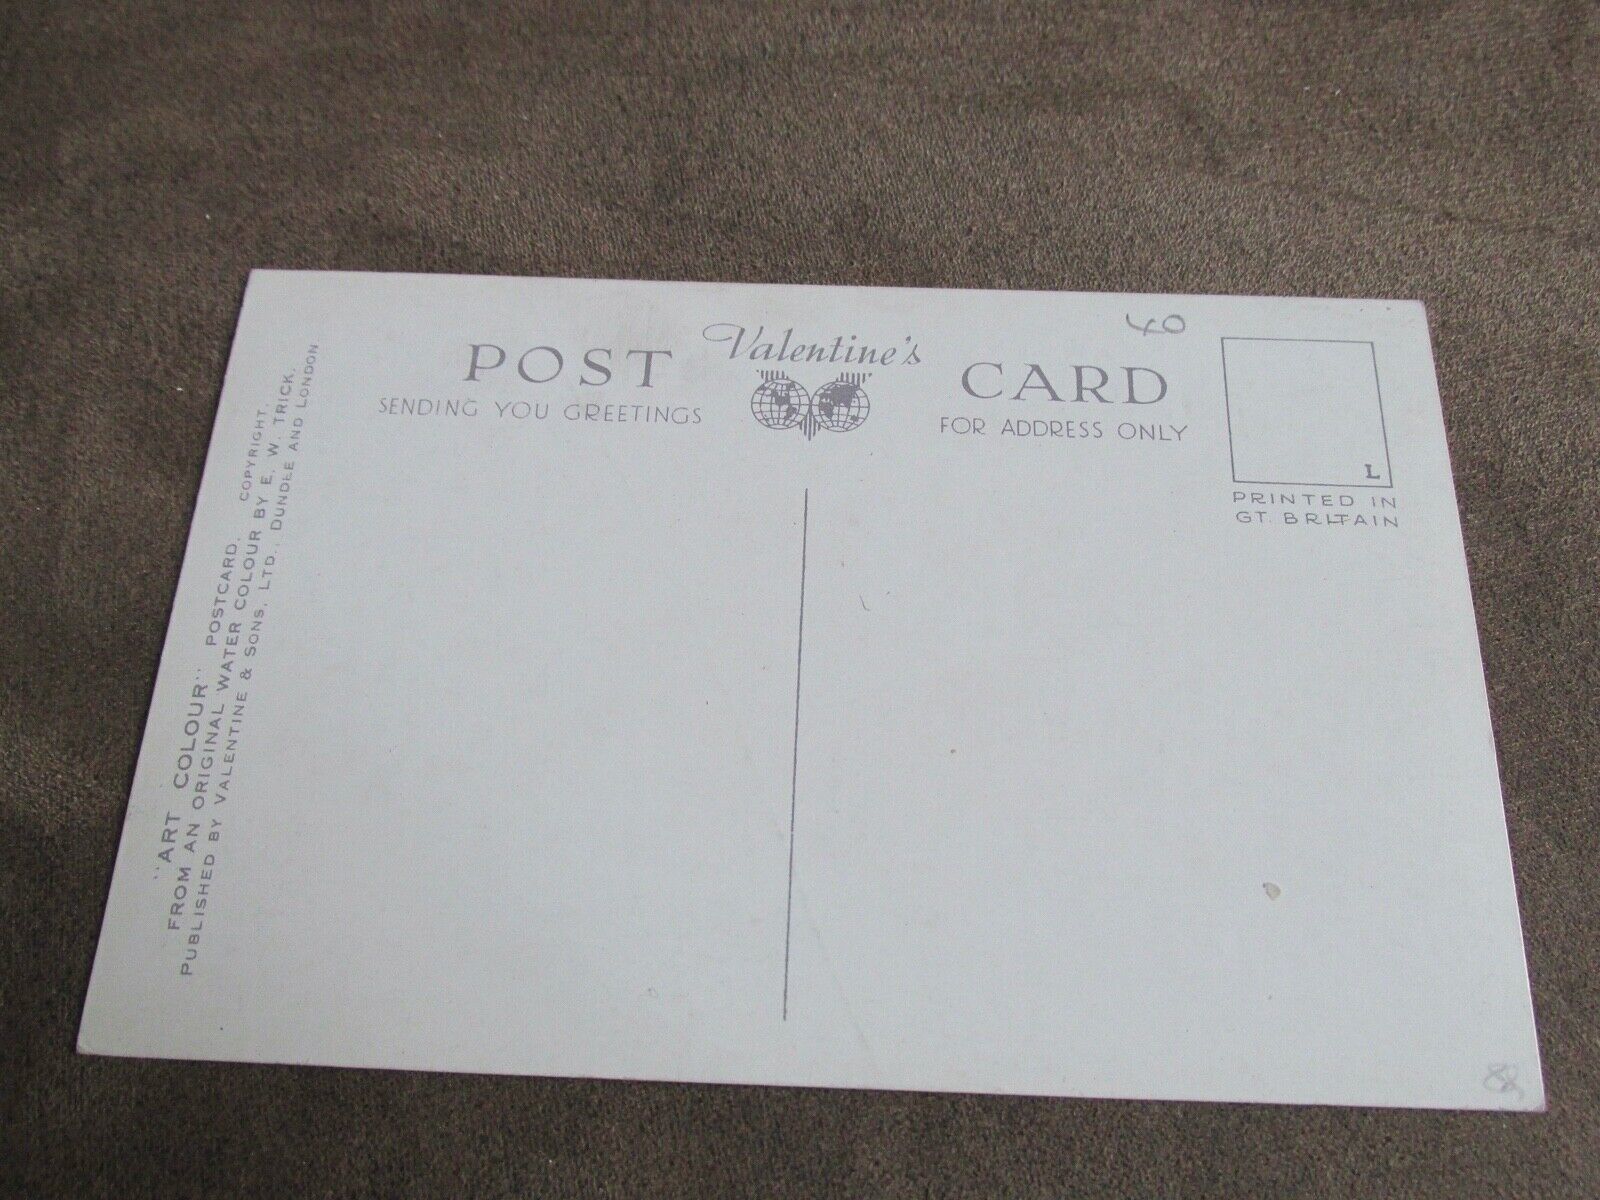 Valentine's
POST CARD
SENDING YOU GREETINGS
FOR ADDRESS ONLY
40
L
PRINTED IN
GT. BRITAIN
"ART COLOUR" POSTCARD. COPYRIGHT.
FROM AN ORIGINAL WATER COLOUR BY E. W. TRICK.
PUBLISHED BY VALENTINE & SONS, LTD., DUNDEE AND LONDON